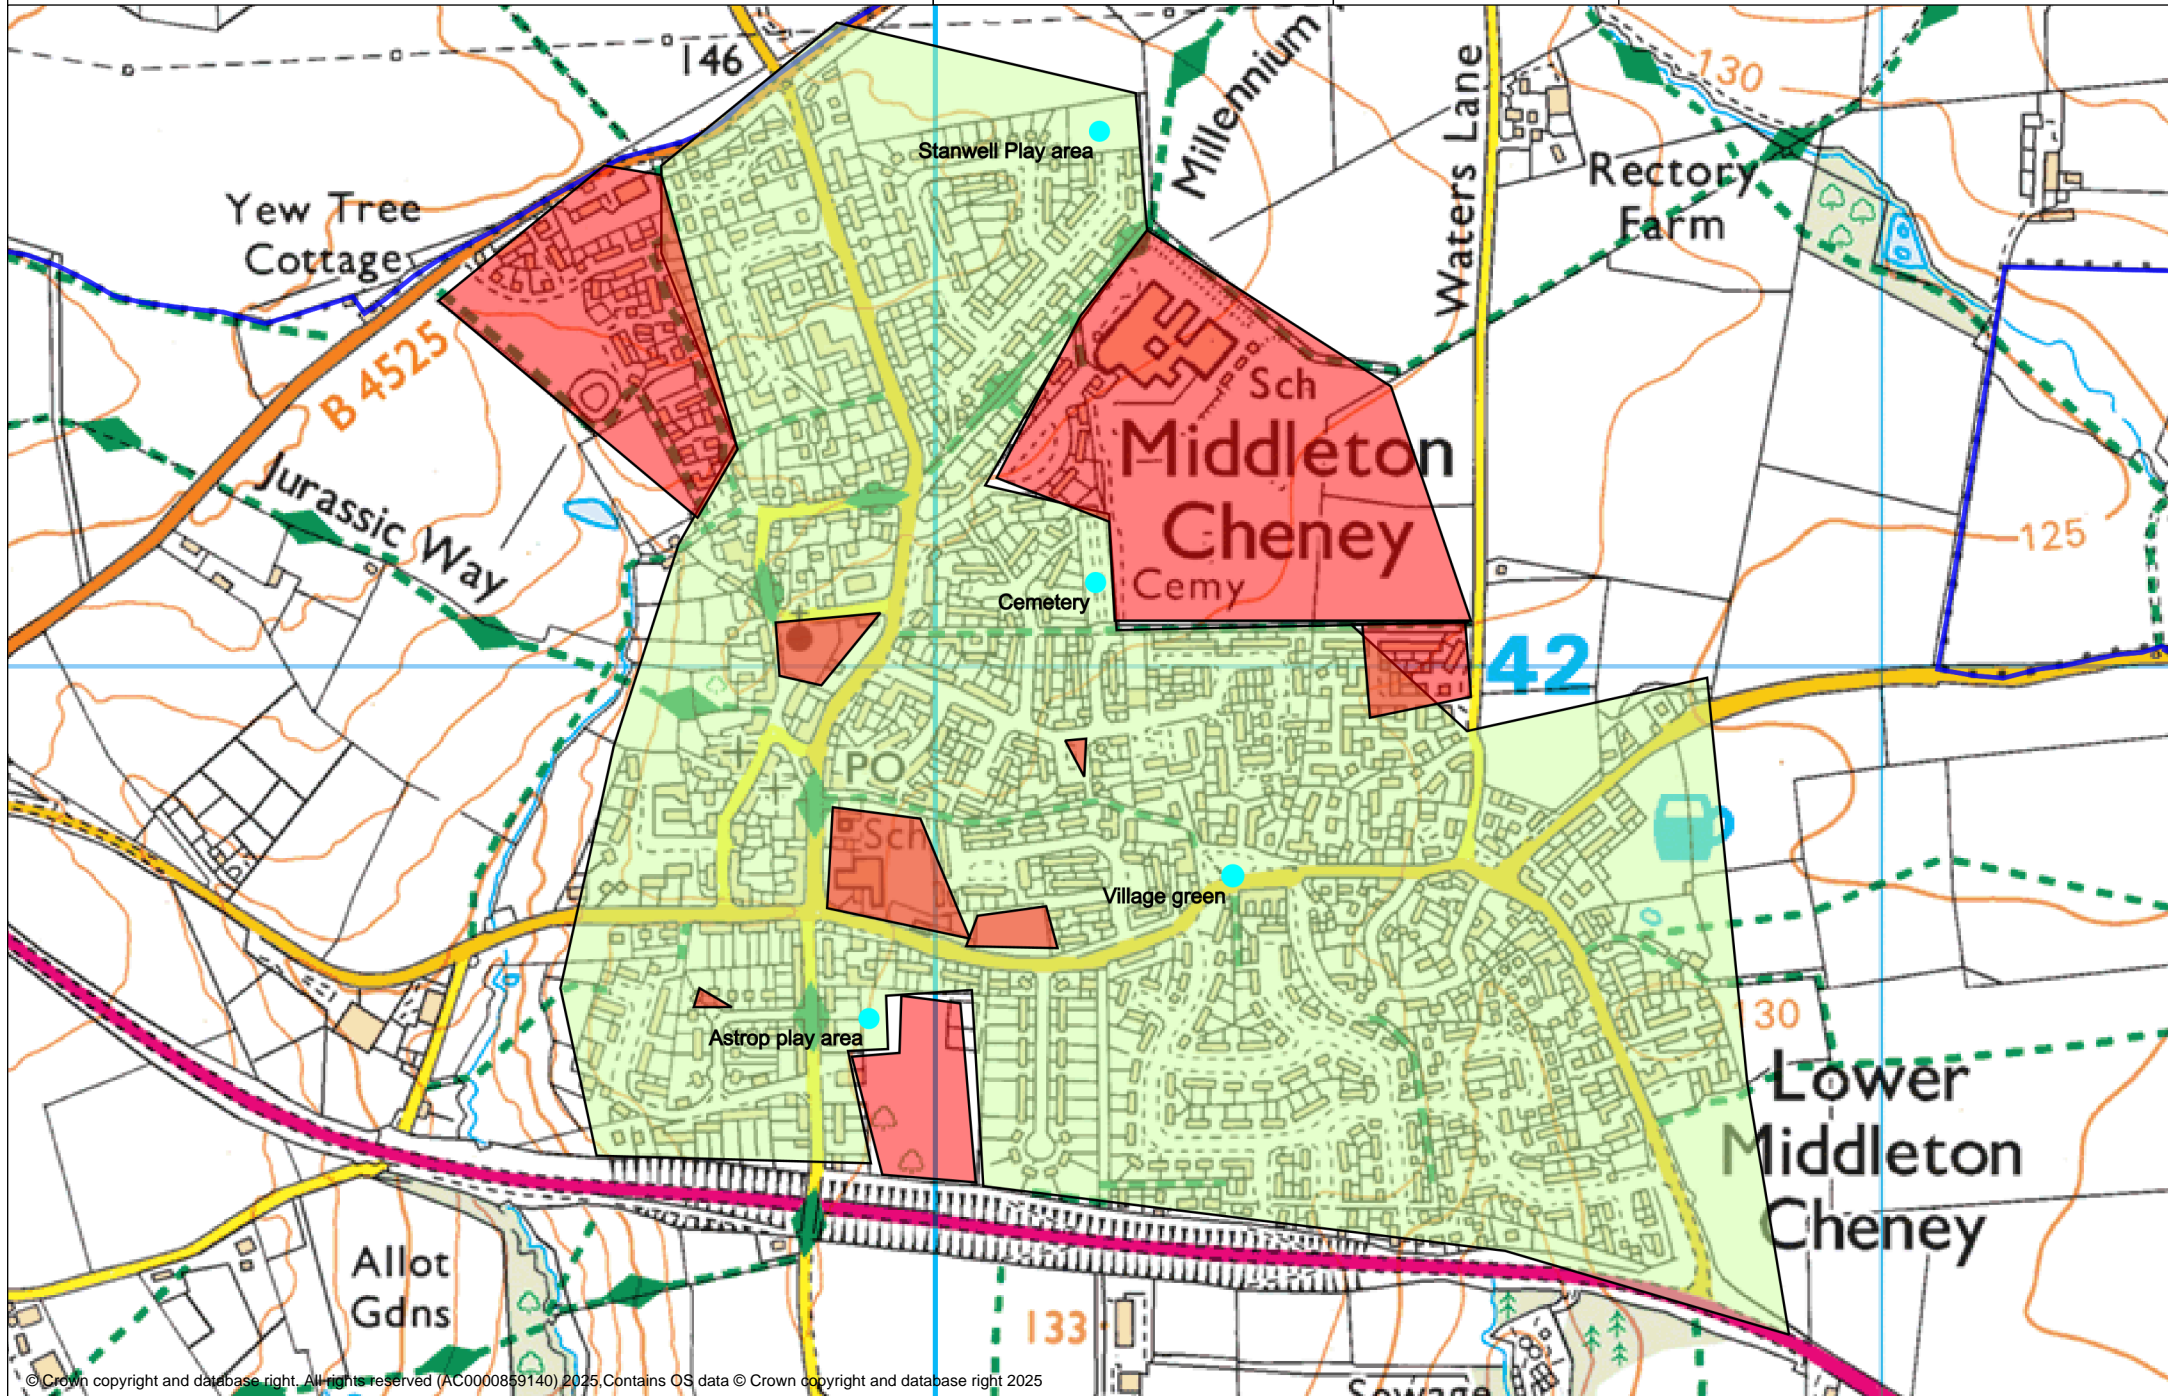 146
Millennium
Waters Lane
130
Stanwell Play area
Rectory
Farm
Yew Tree
Cottage
B 4525
Sch
Middleton
Cheney
Jurassic Way
125
Cemy
Cemetery
42
PO
Sch
Village green
Astrop play area
130
Lower
Middleton
Cheney
Allot
Gdns
133
Sewage
© Crown copyright and database right. All rights reserved (AC0000859140) 2025,Contains OS data © Crown copyright and database right 2025